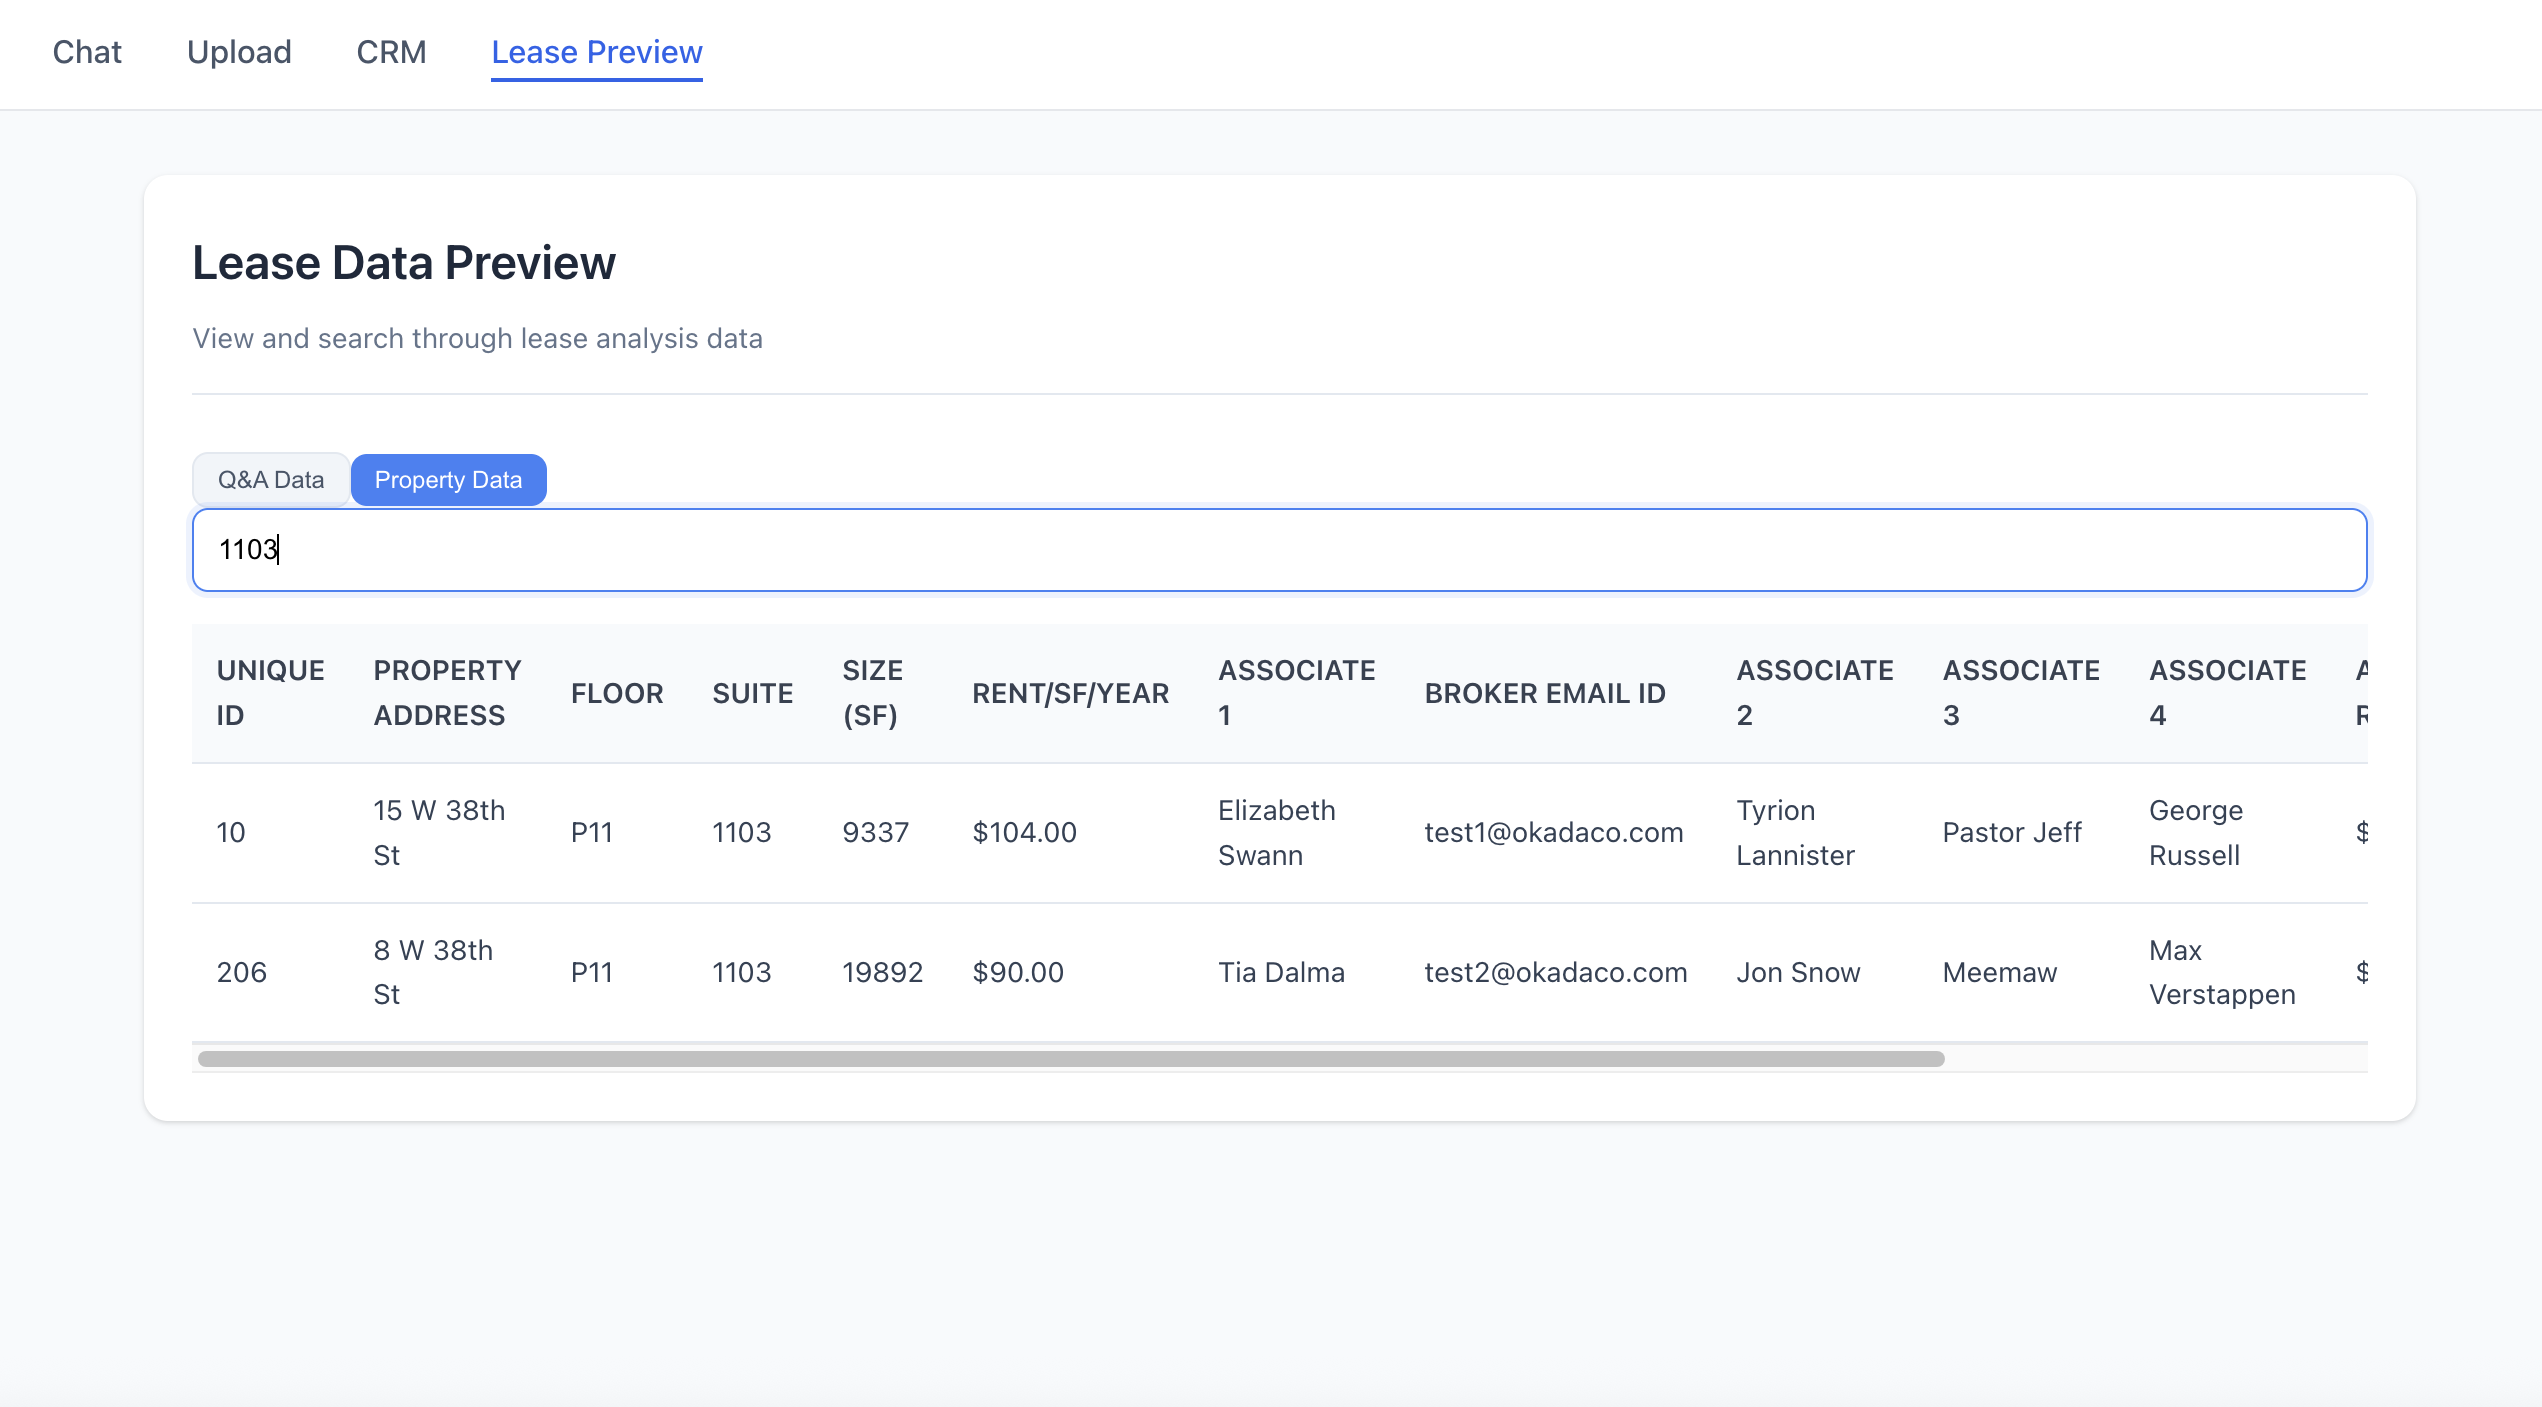 Chat Upload CRM Lease Preview
Lease Data Preview
View and search through lease analysis data
Q&A Data Property Data
1103
UNIQUE ID PROPERTY ADDRESS FLOOR SUITE SIZE (SF) RENT/SF/YEAR ASSOCIATE 1 BROKER EMAIL ID ASSOCIATE 2 ASSOCIATE 3 ASSOCIATE 4
10 15 W 38th St P11 1103 9337 $104.00 Elizabeth Swann test1@okadaco.com Tyrion Lannister Pastor Jeff George Russell $
206 8 W 38th St P11 1103 19892 $90.00 Tia Dalma test2@okadaco.com Jon Snow Meemaw Max Verstappen $